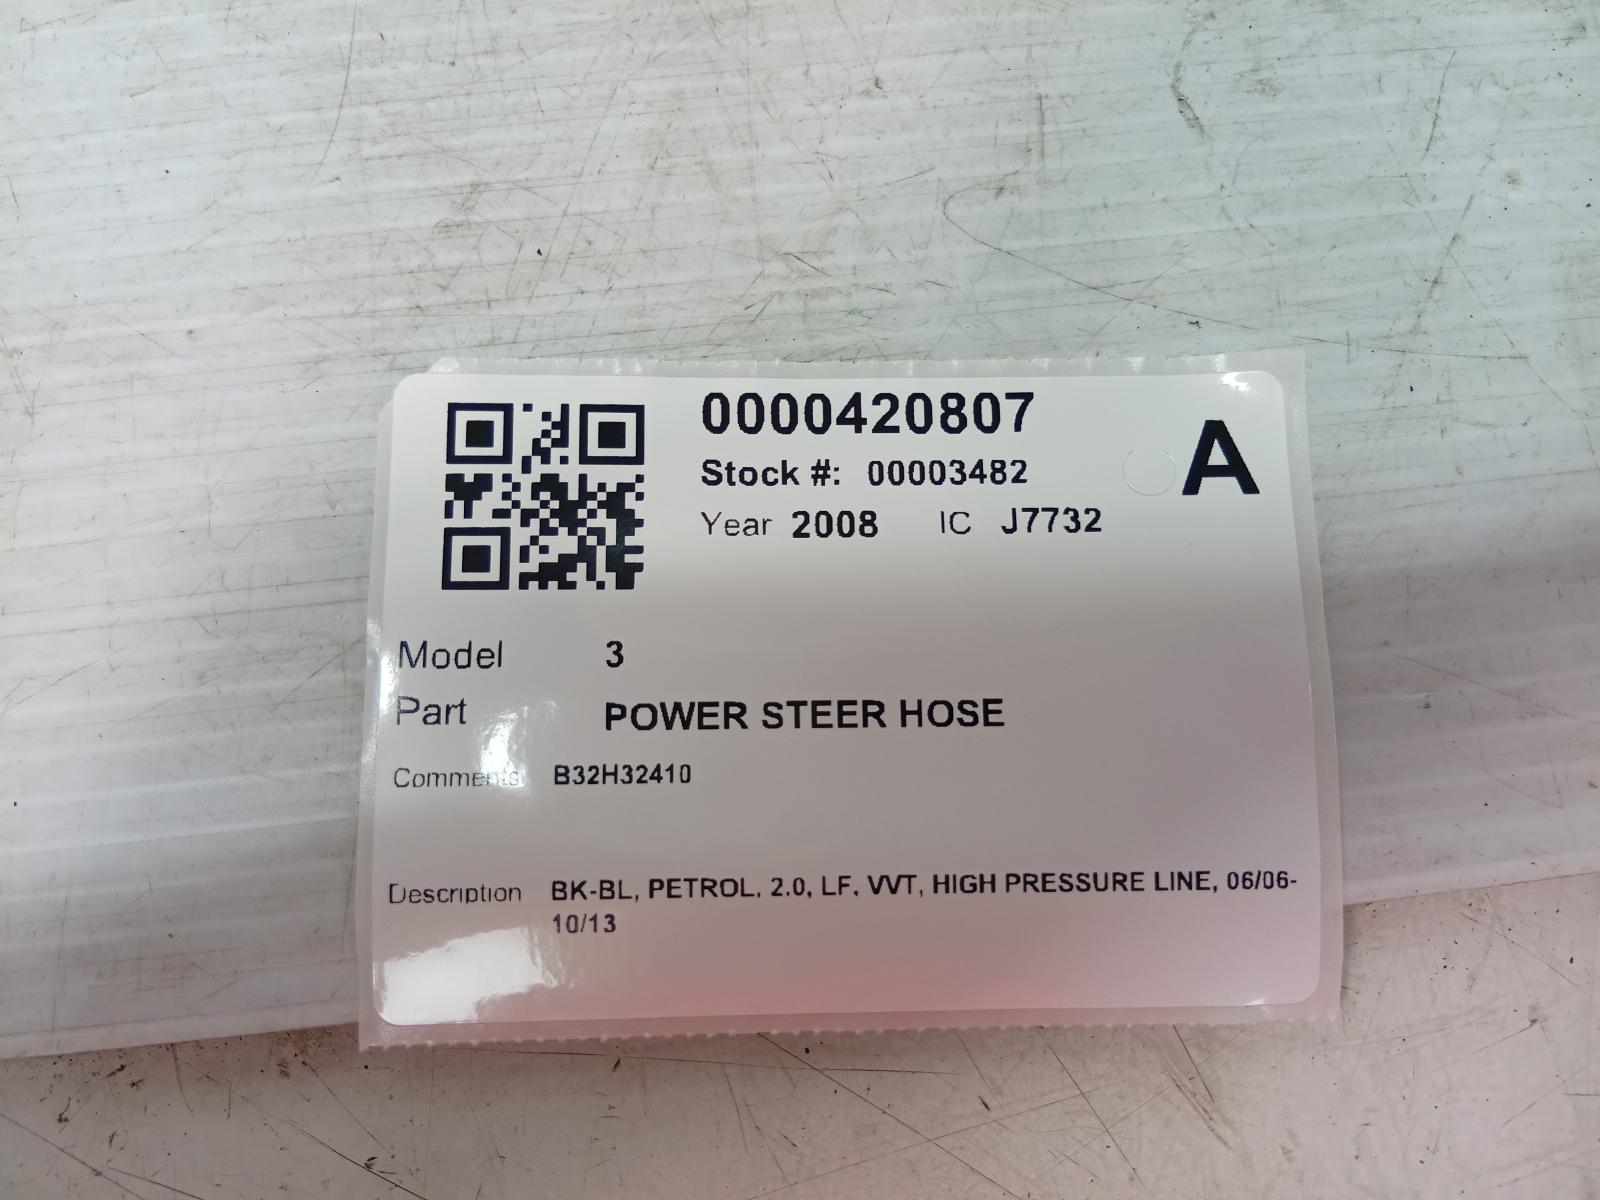 0000420807
A
Stock #: 00003482
Year 2008 IC J7732
Model 3
Part POWER STEER HOSE
Comments B32H32410
Description BK-BL, PETROL, 2.0, LF, VVT, HIGH PRESSURE LINE, 06/06-
10/13